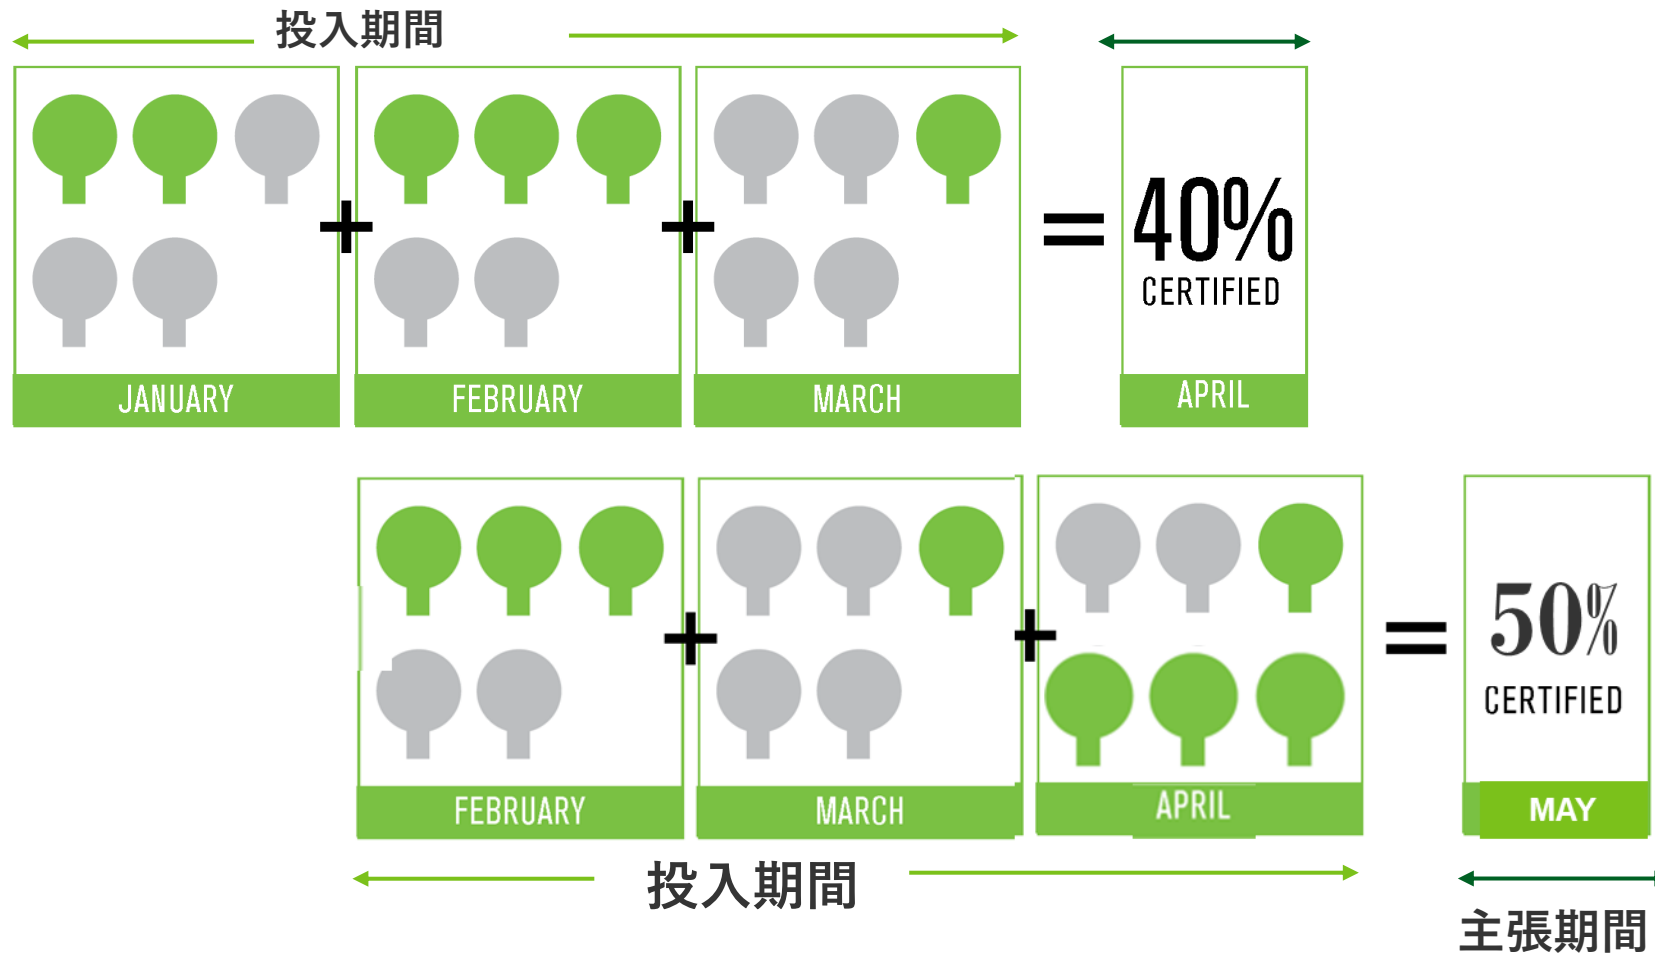 投入期間
+
+
=
40%
CERTIFIED
JANUARY
FEBRUARY
MARCH
APRIL
+
+
=
50%
CERTIFIED
FEBRUARY
MARCH
APRIL
MAY
投入期間
主張期間